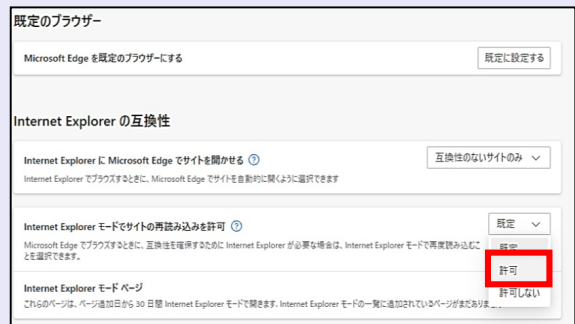 既定のブラウザー
Microsoft Edge を既定のブラウザーにする
既定に設定する
Internet Explorer の互換性
Internet Explorer に Microsoft Edge でサイトを開かせる ?
互換性のないサイトのみ
Internet Explorer でブラウズするときに、Microsoft Edge でサイトを自動的に開くように選択できます
Internet Explorer モードでサイトの再読み込みを許可 ?
既定
Microsoft Edge でブラウズするときに、互換性を確保するために Internet Explorer が必要な場合は、Internet Explorer モードで再度読み込むこ
とを選択できます。
既定
許可
許可しない
Internet Explorer モード ページ
これらのページは、ページ追加日から 30 日間 Internet Explorer モードで開きます. Internet Explorer モードの一覧に追加されているページがまだありま